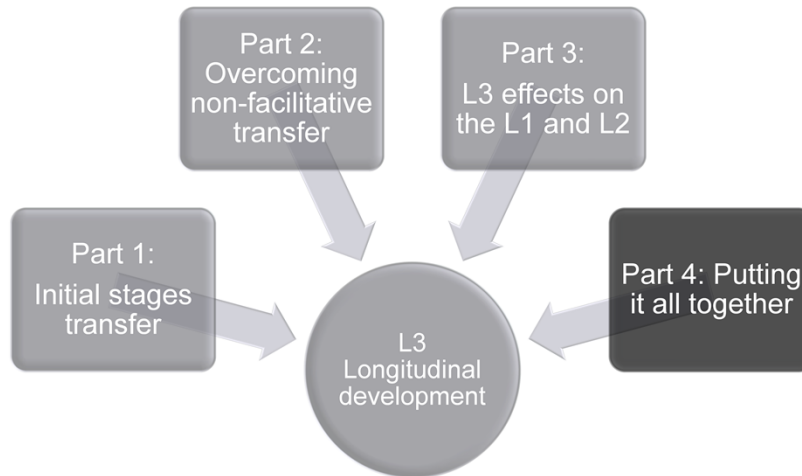 Part 1:
Initial stages
transfer
Part 2:
Overcoming
non-facilitative
transfer
Part 3:
L3 effects on
the L1 and L2
Part 4: Putting
it all together
L3
Longitudinal
development